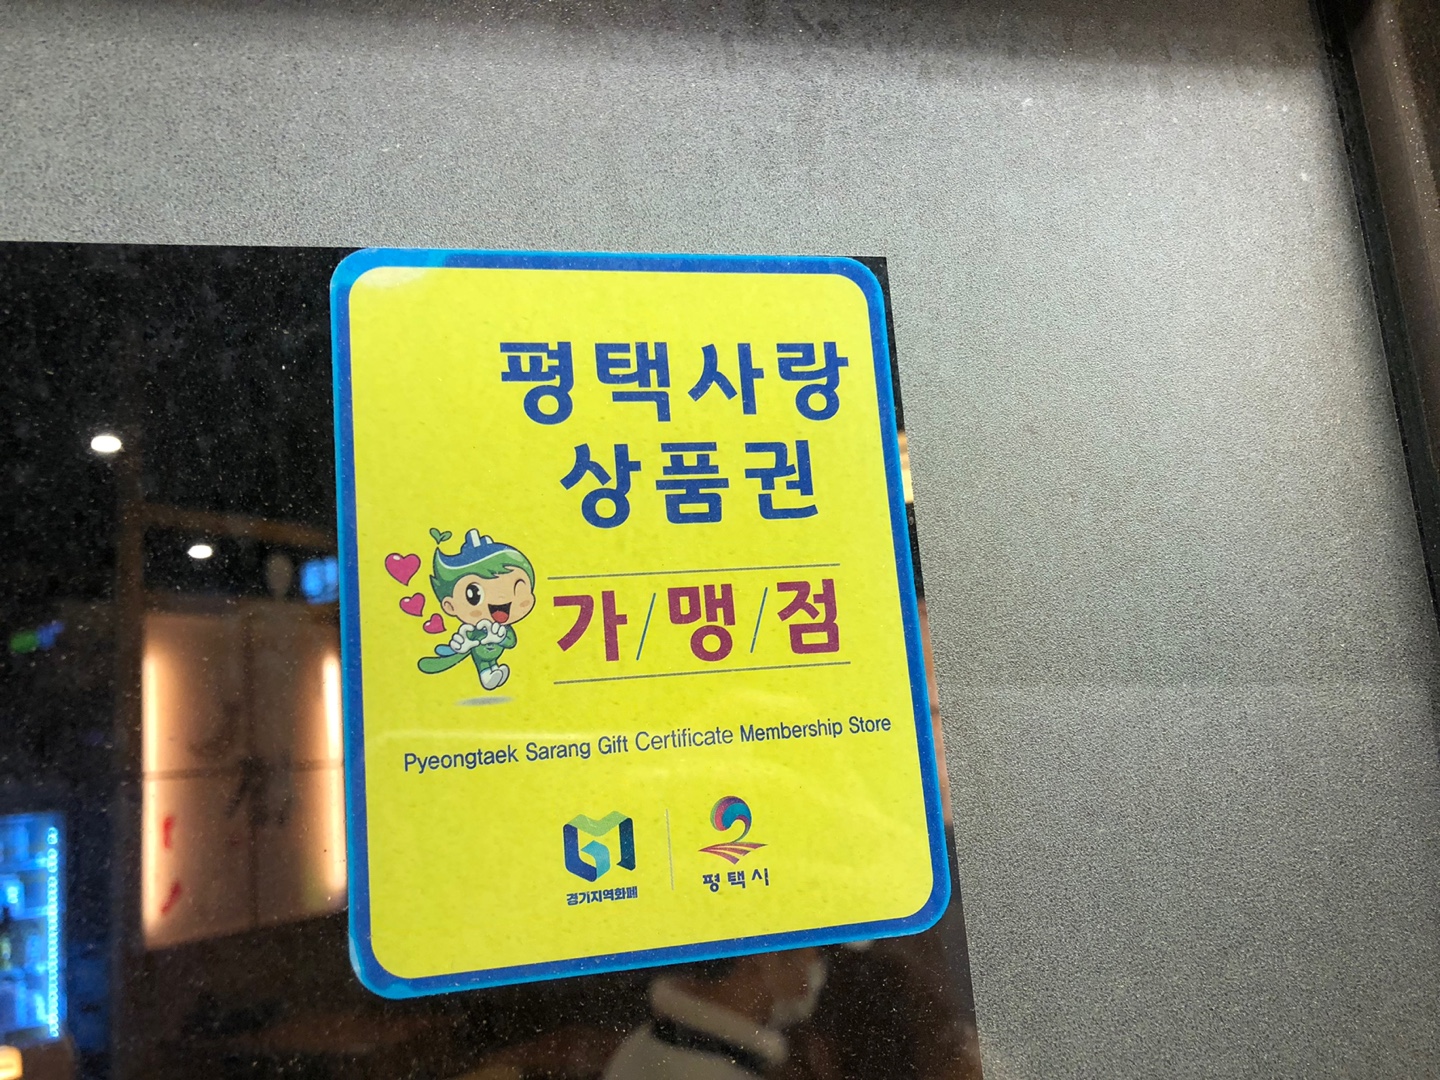 평택사랑
상품권
가/맹/점
Pyeongtaek Sarang Gift Certificate Membership Store
경기지역화폐
평택시